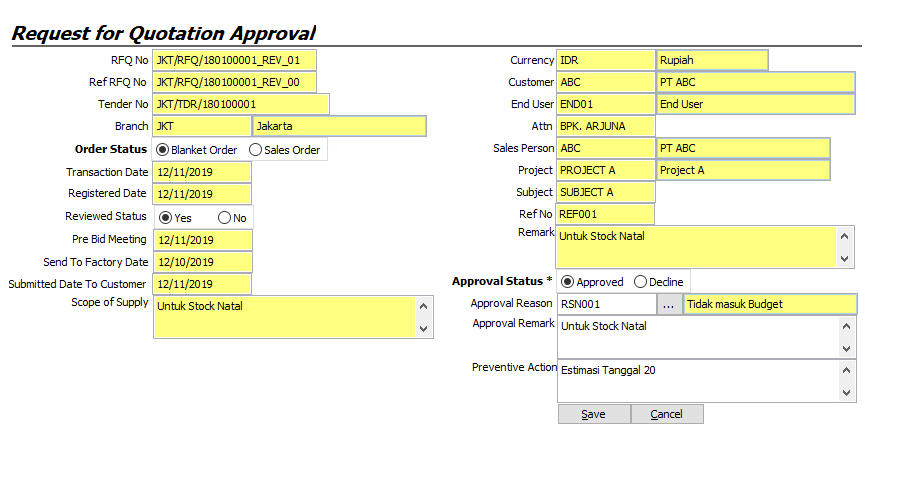 Request for Quotation Approval
RFQ No JKT/RFQ/180100001_REV_01
Ref RFQ No JKT/RFQ/180100001_REV_00
Tender No JKT/TDR/180100001
Branch JKT Jakarta
Order Status Blanket Order Sales Order
Transaction Date 12/11/2019
Registered Date 12/11/2019
Reviewed Status Yes No
Pre Bid Meeting 12/11/2019
Send To Factory Date 12/10/2019
Submitted Date To Customer 12/11/2019
Scope of Supply Untuk Stock Natal
Currency IDR Rupiah
Customer ABC PT ABC
End User END01 End User
Attn BPK. ARJUNA
Sales Person ABC PT ABC
Project PROJECT A Project A
Subject SUBJECT A
Ref No REF001
Remark Untuk Stock Natal
Approval Status * Approved Decline
Approval Reason RSN001 ... Tidak masuk Budget
Approval Remark Untuk Stock Natal
Preventive Action Estimasi Tanggal 20
Save Cancel